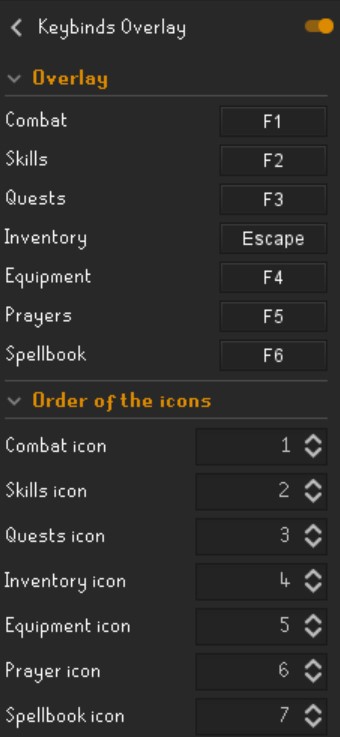 Keybinds Overlay
Overlay
Combat F1
Skills F2
Quests F3
Inventory Escape
Equipment F4
Prayers F5
Spellbook F6
Order of the icons
Combat icon 1
Skills icon 2
Quests icon 3
Inventory icon 4
Equipment icon 5
Prayer icon 6
Spellbook icon 7